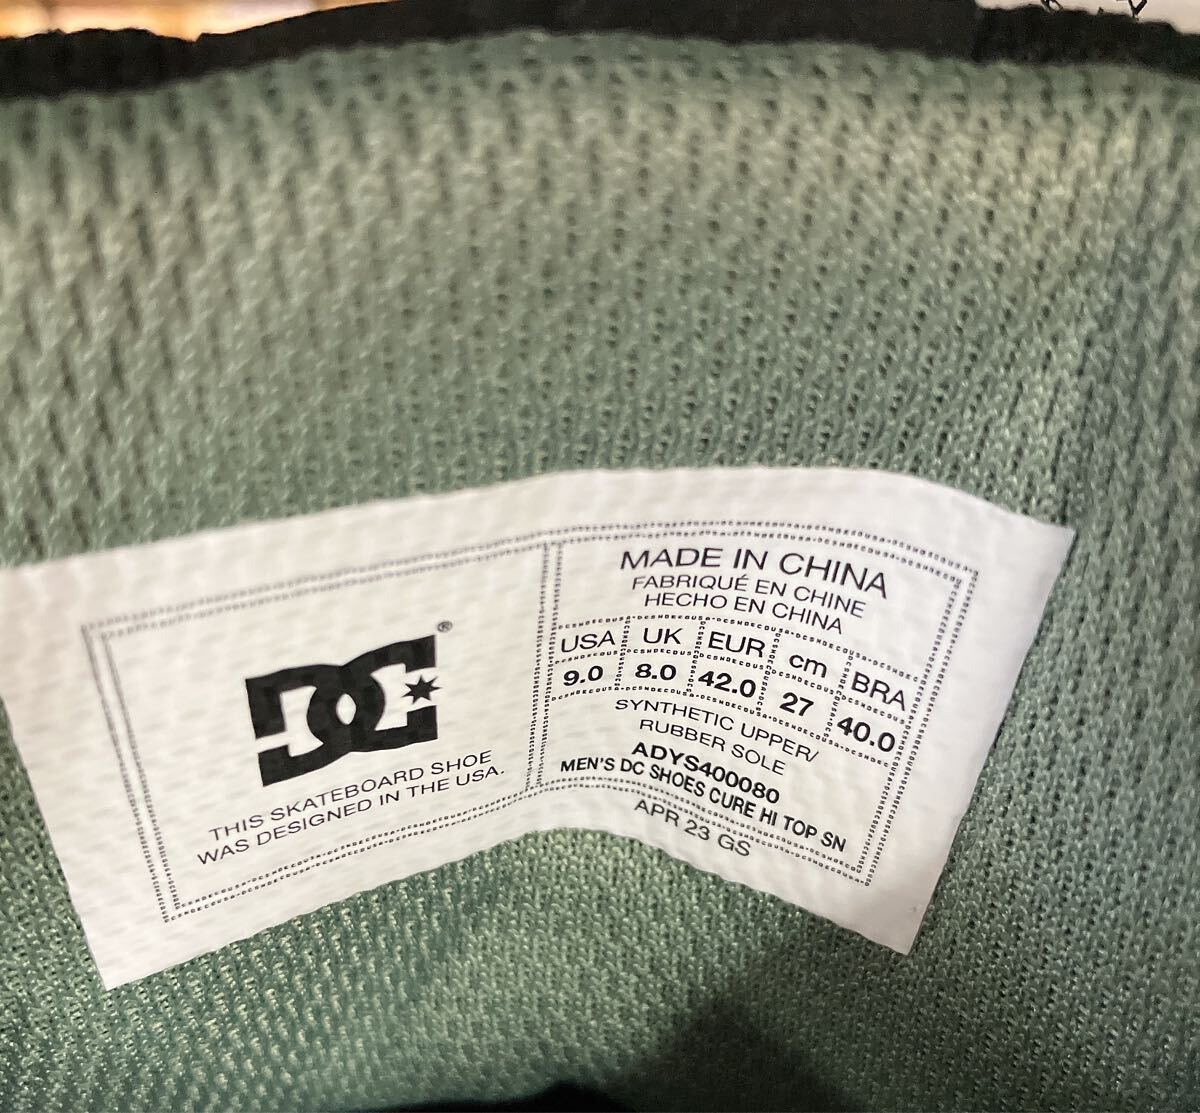 DC®
THIS SKATEBOARD SHOE
WAS DESIGNED IN THE USA.
MADE IN CHINA
FABRIQUÉ EN CHINE
HECHO EN CHINA
USA UK EUR cm BRA
9.0 8.0 42.0 27 40.0
SYNTHETIC UPPER/
RUBBER SOLE
ADYS400080
MEN'S DC SHOES CURE HI TOP SN
APR 23 GS